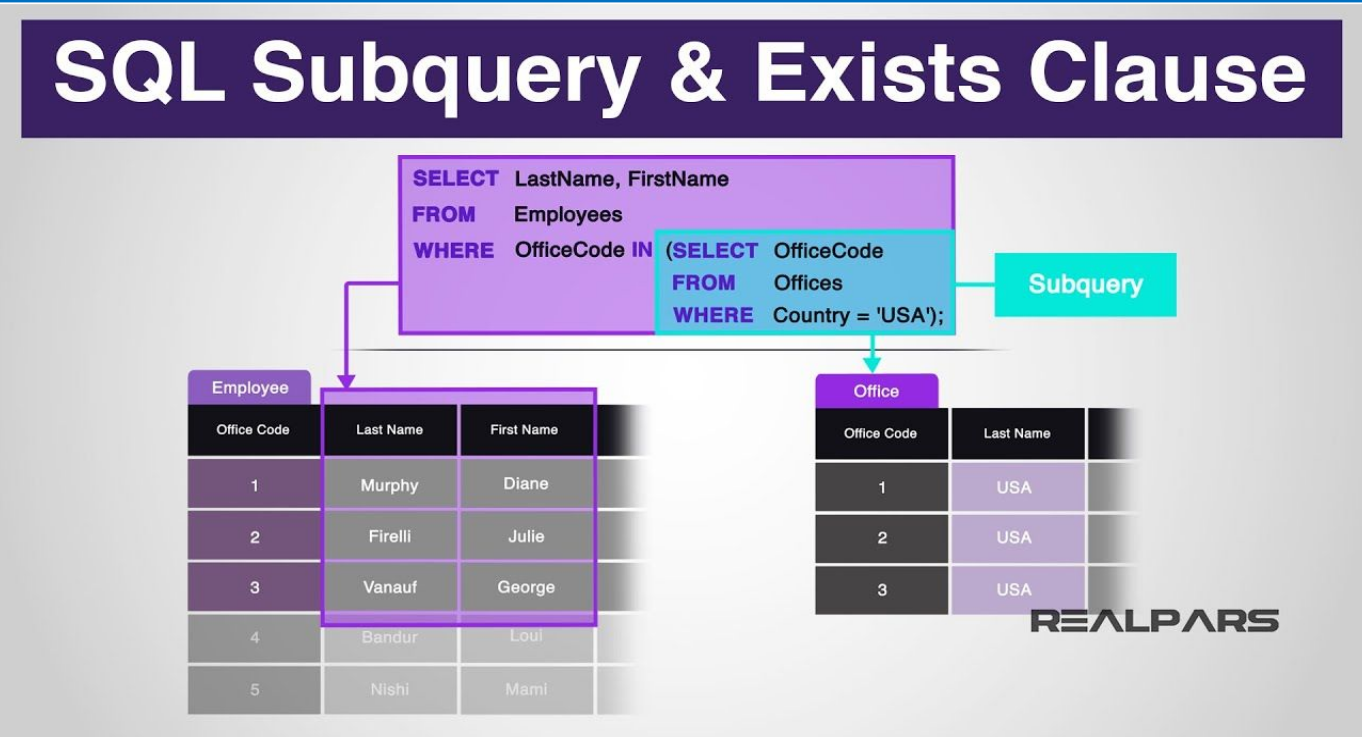 SQL Subquery & Exists Clause
SELECT LastName, FirstName
FROM Employees
WHERE OfficeCode IN (SELECT OfficeCode
FROM Offices
WHERE Country = 'USA');
Subquery
Employee
Office Code Last Name First Name
1 Murphy Diane
2 Firelli Julie
3 Vanauf George
4 Bandur Loui
5 Nishi Mami
Office
Office Code Last Name
1 USA
2 USA
3 USA
REALPARS